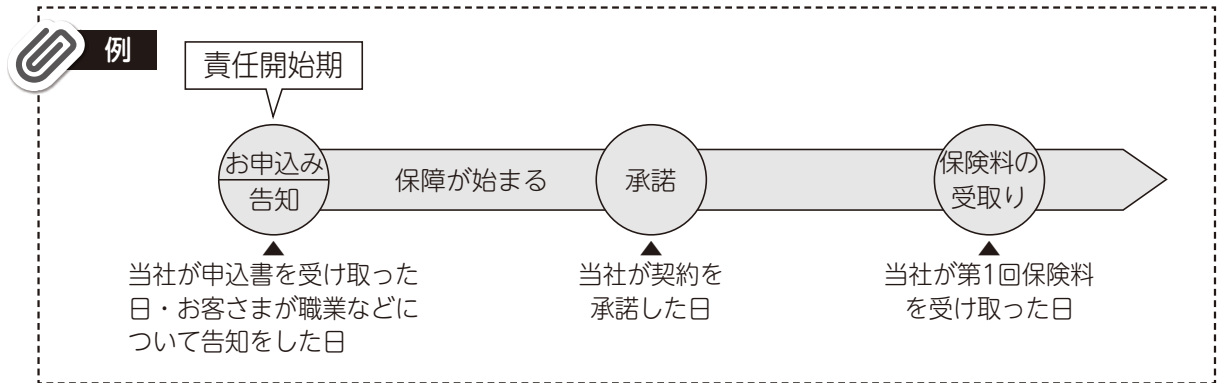 例
責任開始期
お申込み
告知
保障が始まる
承諾
保険料の
受取り
当社が申込書を受け取った
日・お客さまが職業などに
ついて告知をした日
当社が契約を
承諾した日
当社が第1回保険料
を受け取った日